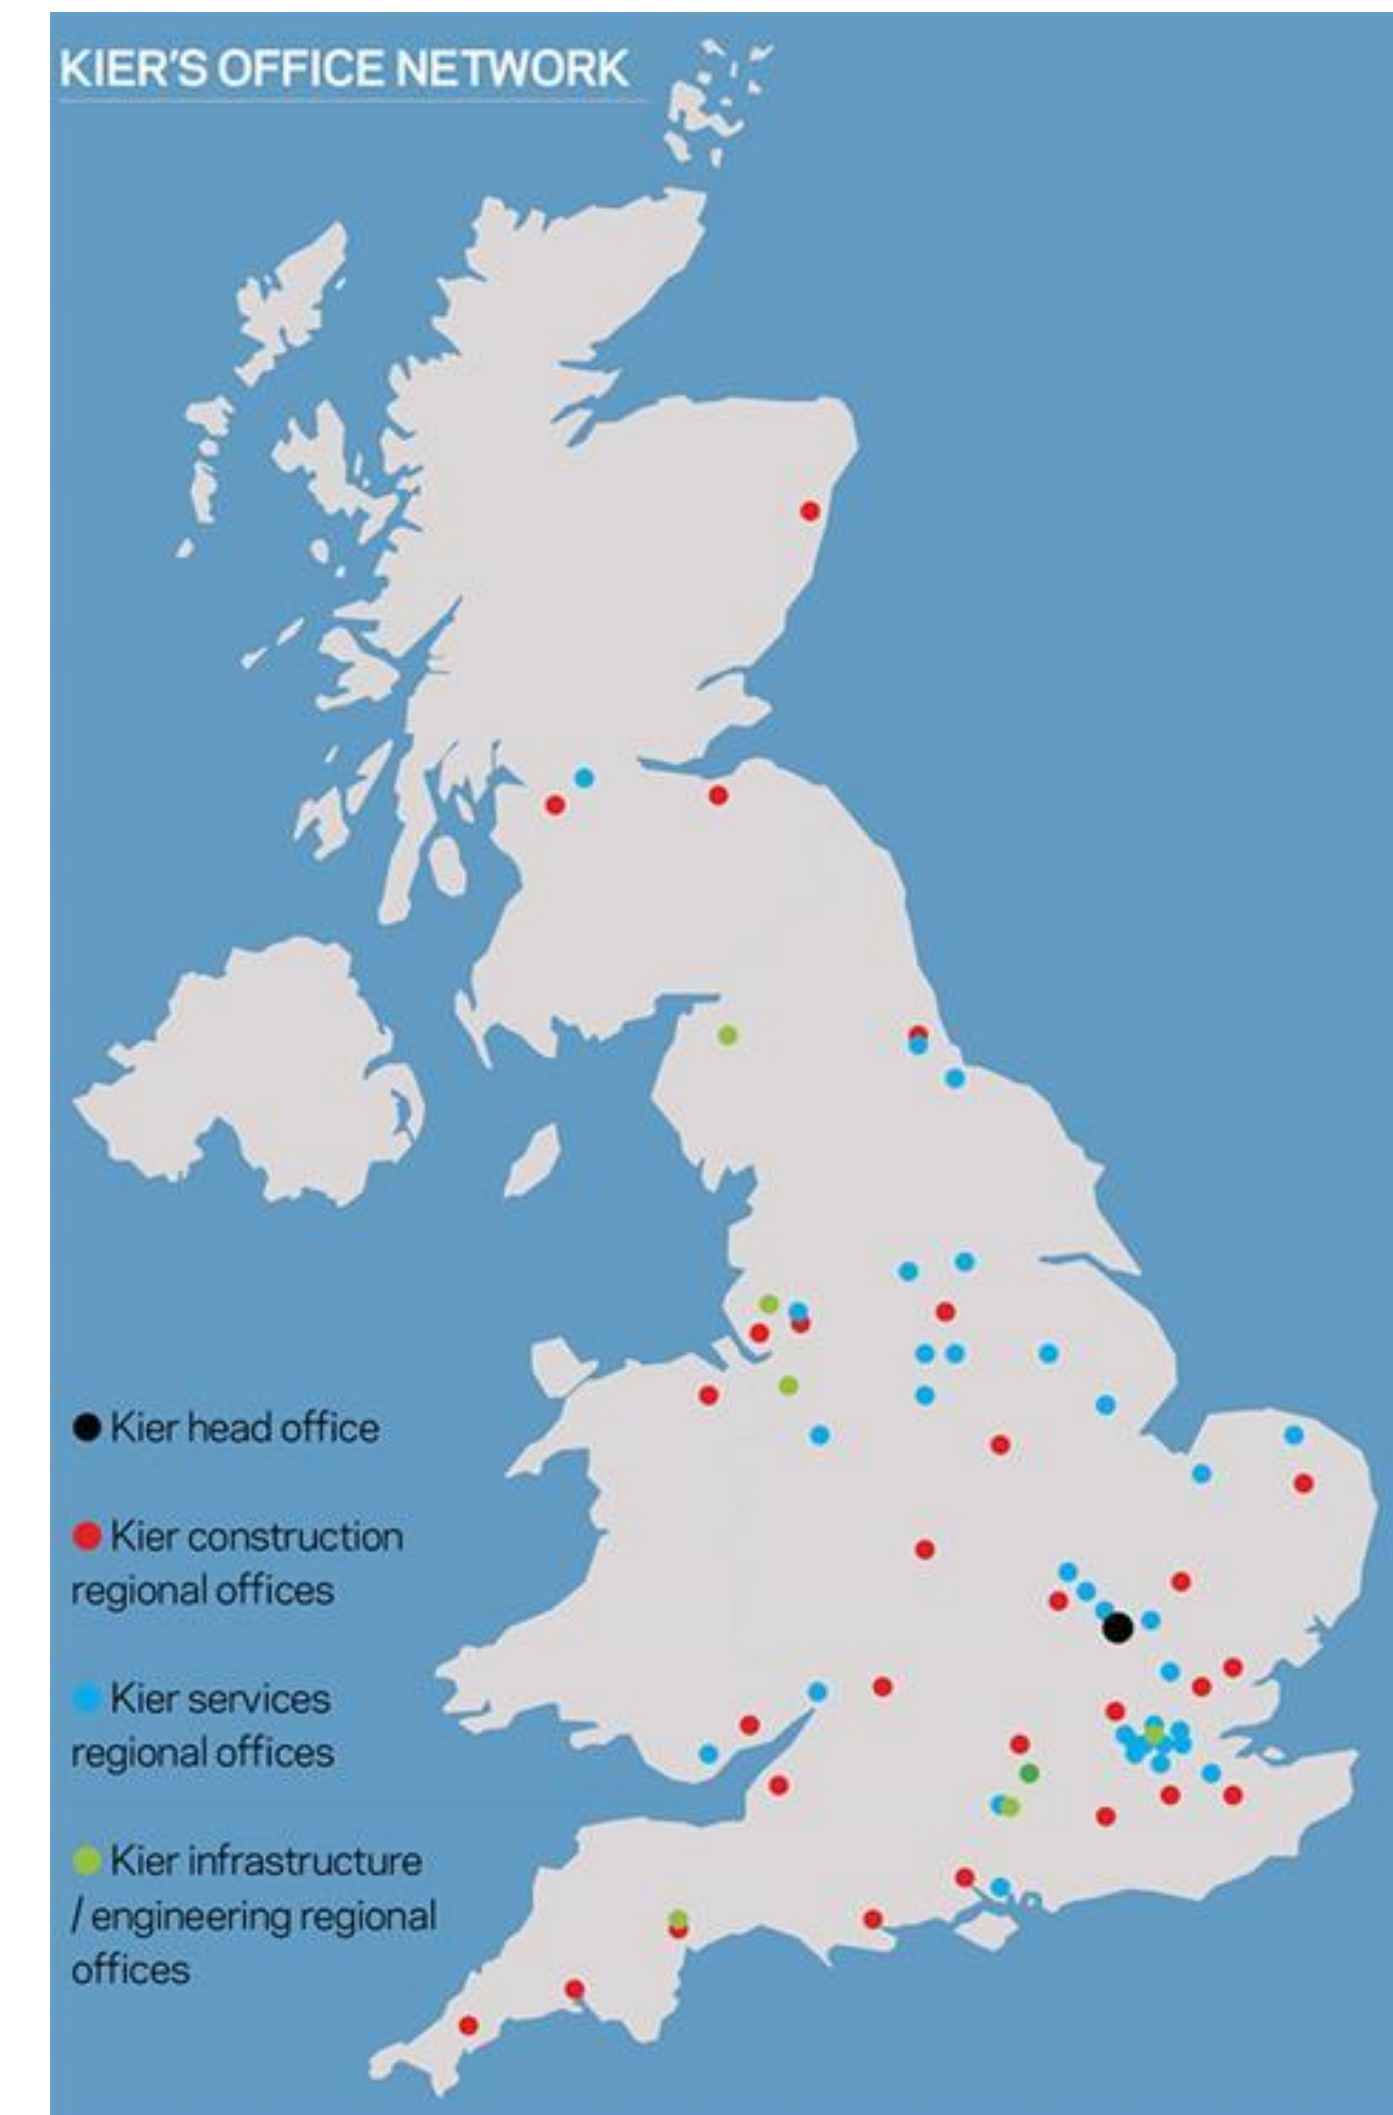 KIER'S OFFICE NETWORK
Kier head office
Kier construction
regional offices
Kier services
regional offices
Kier infrastructure
/ engineering regional
offices